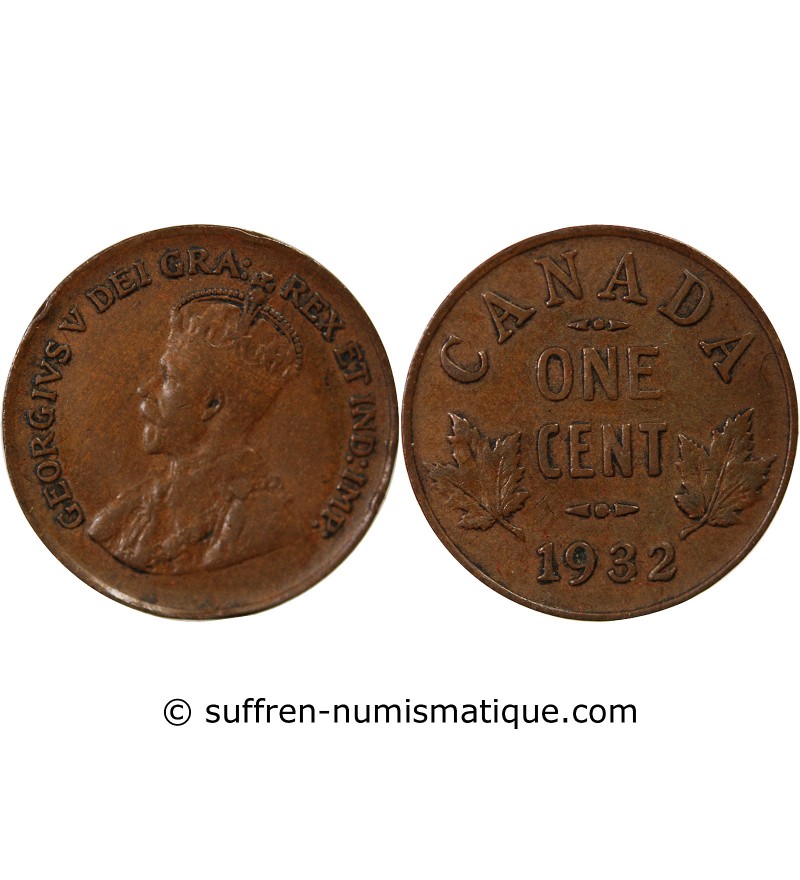 GEORGIVS V DEI GRA: REX ET IND: IMP:
CANADA
ONE
CENT
1932
© suffren-numismatique.com